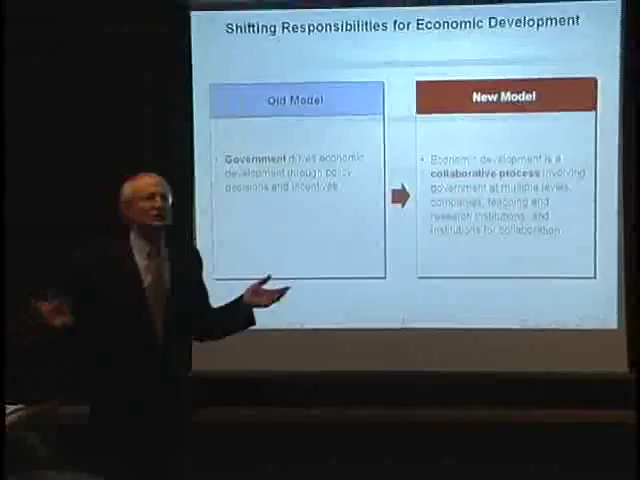 Shifting Responsibilities for Economic Development
Old Model
New Model
• Government drives economic
development through policy
decisions and incentives
• Economic development is a
collaborative process involving
government at multiple levels,
companies, teaching and
research institutions, and
institutions for collaboration